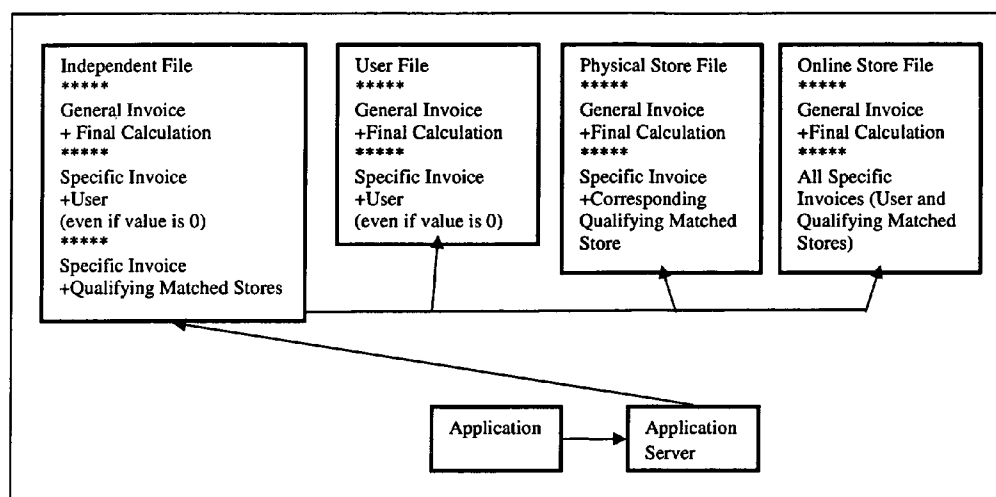 Independent File
*****
General Invoice
+ Final Calculation
*****
Specific Invoice
+User
(even if value is 0)
*****
Specific Invoice
+Qualifying Matched Stores
User File
*****
General Invoice
+Final Calculation
*****
Specific Invoice
+User
(even if value is 0)
Physical Store File
*****
General Invoice
+Final Calculation
*****
Specific Invoice
+Corresponding
Qualifying Matched
Store
Online Store File
*****
General Invoice
+Final Calculation
*****
All Specific
Invoices (User and
Qualifying Matched
Stores)
Application
Application
Server